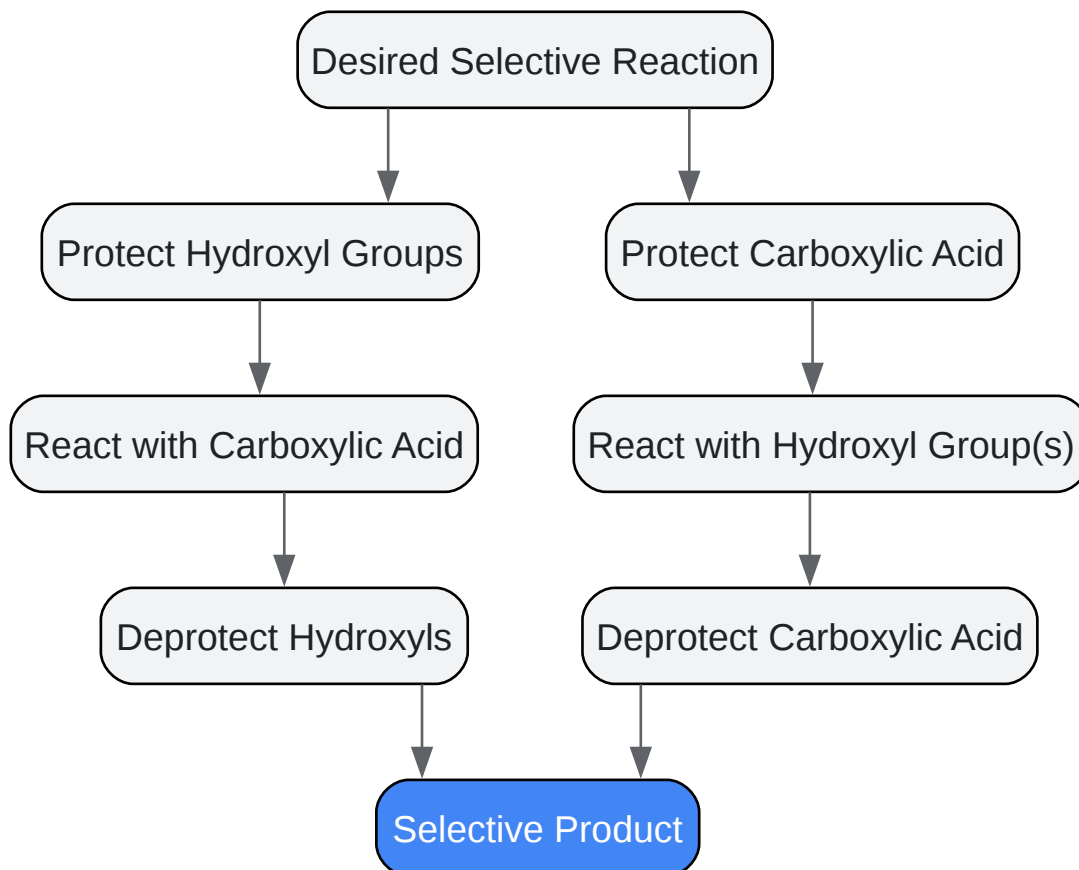 Desired Selective Reaction
Protect Hydroxyl Groups
Protect Carboxylic Acid
React with Carboxylic Acid
React with Hydroxyl Group(s)
Deprotect Hydroxyls
Deprotect Carboxylic Acid
Selective Product